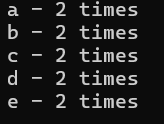 a - 2 times
b - 2 times
c - 2 times
d - 2 times
e - 2 times